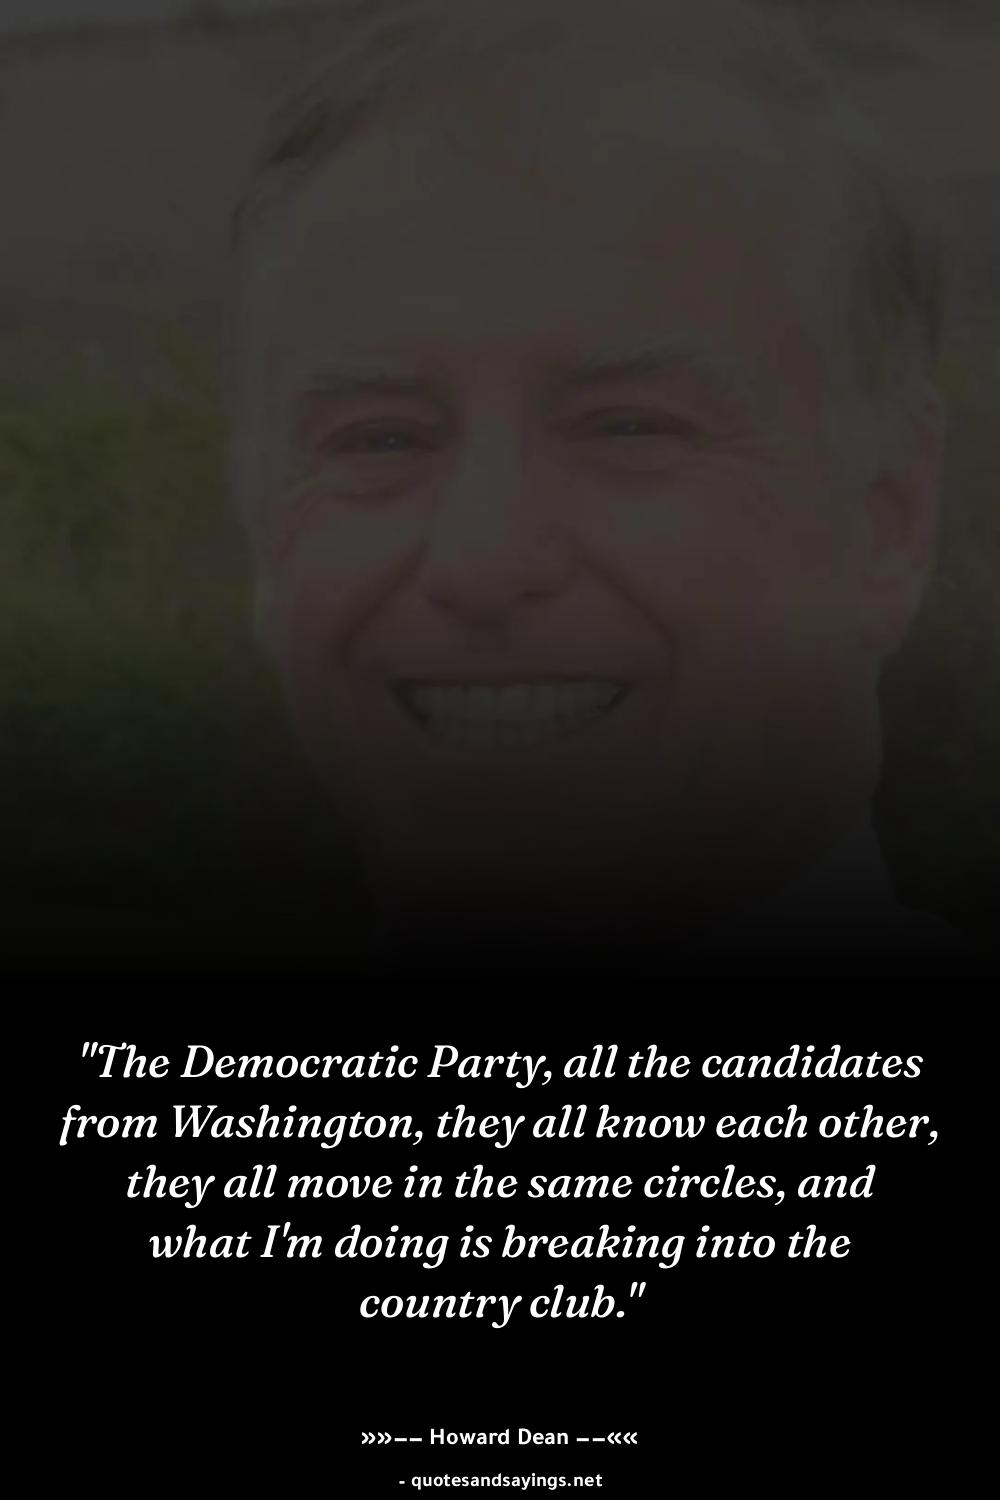 "The Democratic Party, all the candidates
from Washington, they all know each other,
they all move in the same circles, and
what I'm doing is breaking into the
country club."
»»–– Howard Dean ––««
- quotesandsayings.net